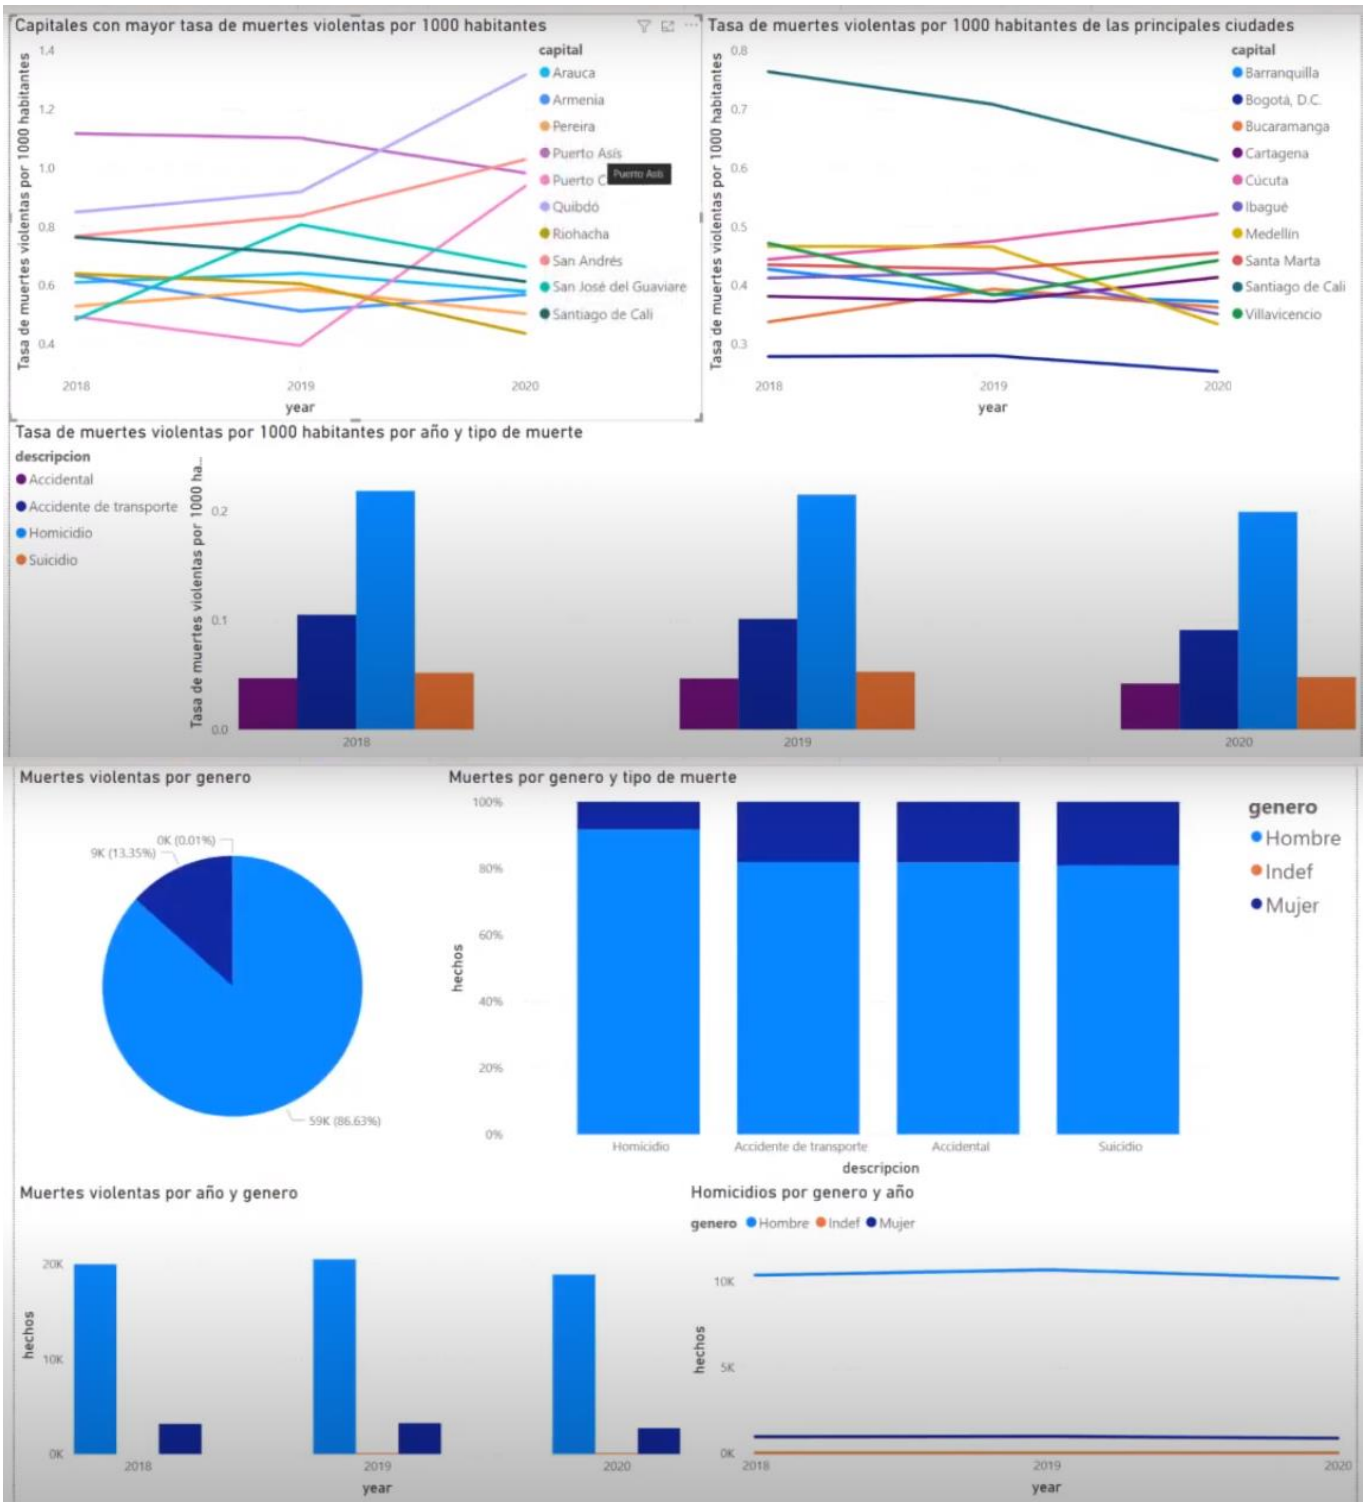 Capitales con mayor tasa de muertes violentas por 1000 habitantes
Tasa de muertes violentas por 1000 habitantes
1.4
1.2
1.0
0.8
0.6
0.4
2018
2019
2020
year
capital
Arauca
Armenia
Pereira
Puerto Asís
Puerto C
Puerto Asís
Quibdó
Riohacha
San Andrés
San José del Guaviare
Santiago de Cali
Tasa de muertes violentas por 1000 habitantes de las principales ciudades
Tasa de muertes violentas por 1000 habitantes
0.8
0.7
0.6
0.5
0.4
0.3
2018
2019
2020
year
capital
Barranquilla
Bogotá, D.C.
Bucaramanga
Cartagena
Cúcuta
Ibagué
Medellín
Santa Marta
Santiago de Cali
Villavicencio
Tasa de muertes violentas por 1000 habitantes por año y tipo de muerte
descripcion
Accidental
Accidente de transporte
Homicidio
Suicidio
Tasa de muertes violentas por 1000 ha...
0.2
0.1
0.0
2018
2019
2020
Muertes violentas por genero
0K (0.01%)
9K (13.35%)
59K (86.63%)
Muertes por genero y tipo de muerte
hechos
100%
80%
60%
40%
20%
0%
Homicidio
Accidente de transporte
Accidental
Suicidio
descripcion
genero
Hombre
Indef
Mujer
Muertes violentas por año y genero
hechos
20K
10K
0K
2018
2019
2020
year
Homicidios por genero y año
genero Hombre Indef Mujer
hechos
10K
5K
0K
2018
2019
2020
year